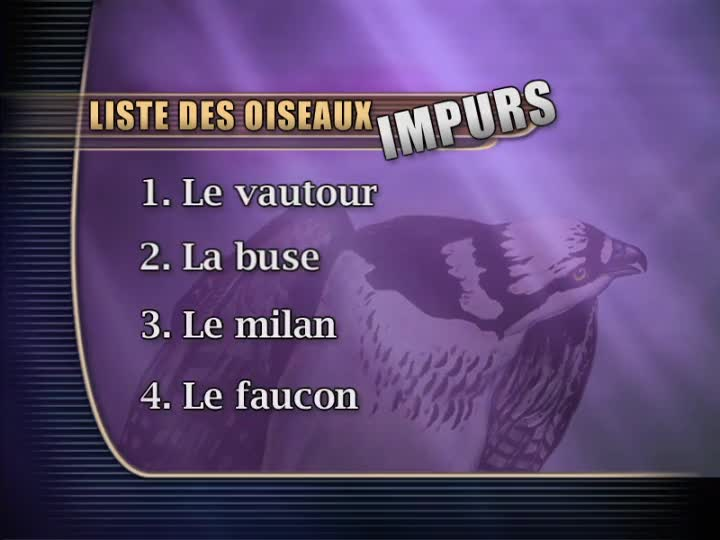 LISTE DES OISEAUX IMPURS
1. Le vautour
2. La buse
3. Le milan
4. Le faucon